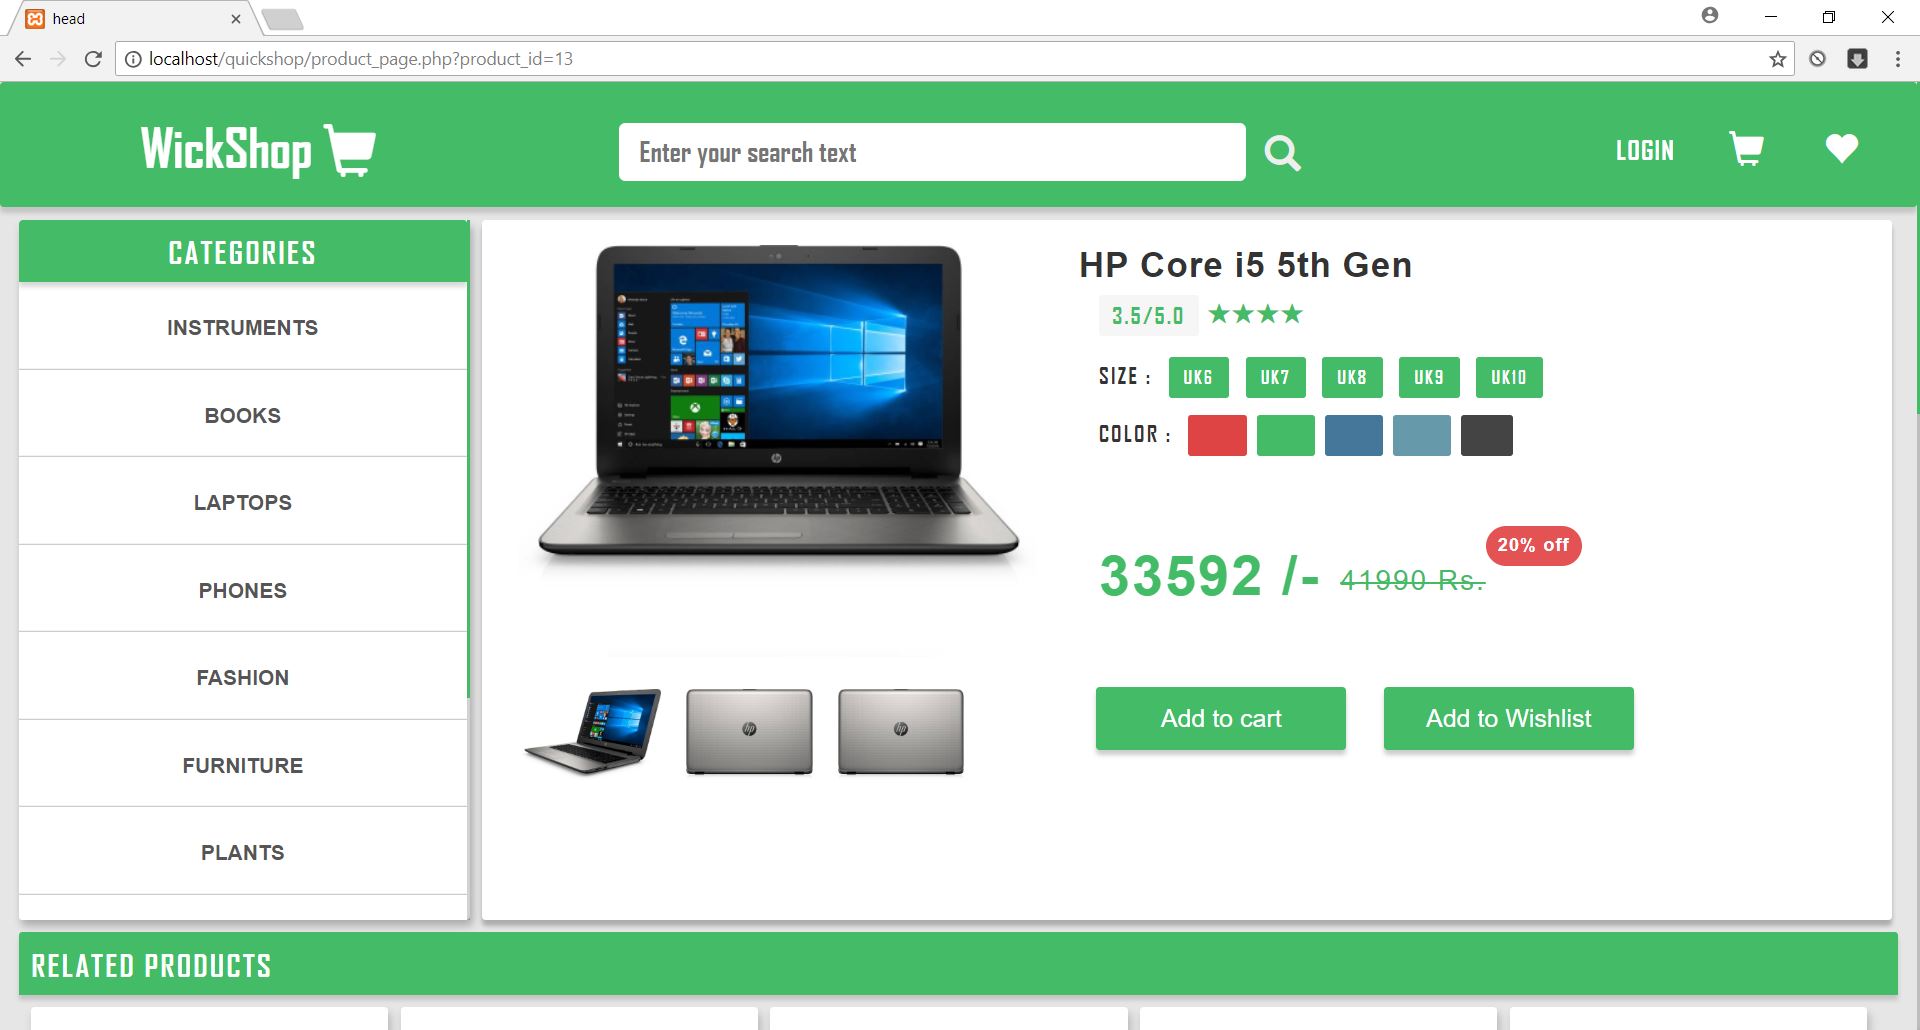 head
localhost/quickshop/product_page.php?product_id=13
WickShop
Enter your search text
LOGIN
CATEGORIES
INSTRUMENTS
BOOKS
LAPTOPS
PHONES
FASHION
FURNITURE
PLANTS
HP Core i5 5th Gen
3.5/5.0 ★★★★
SIZE : UK6 UK7 UK8 UK9 UK10
COLOR :
20% off
33592 /- 41990 Rs.
Add to cart Add to Wishlist
RELATED PRODUCTS